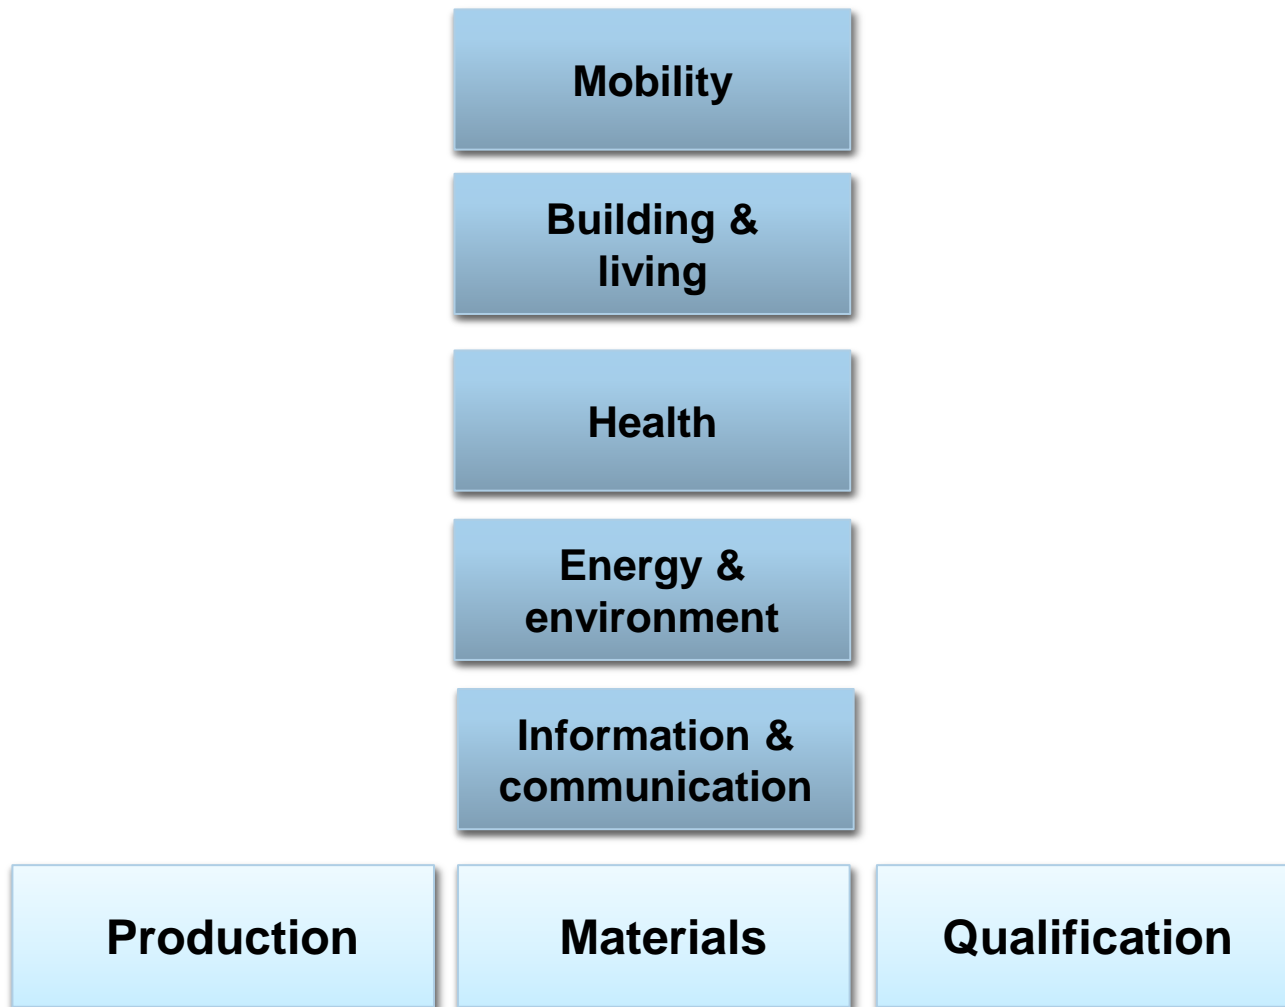 Mobility
Building &
living
Health
Energy &
environment
Information &
communication
Production
Materials
Qualification